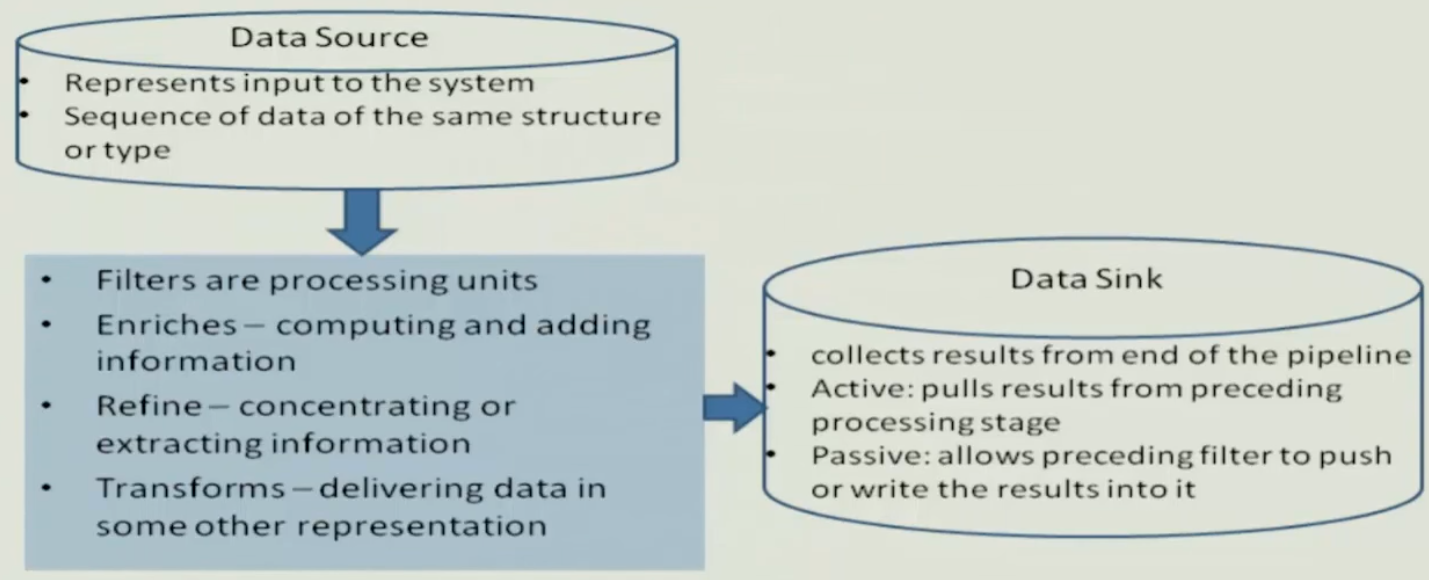 Data Source
• Represents input to the system
• Sequence of data of the same structure
or type
• Filters are processing units
• Enriches – computing and adding
information
• Refine – concentrating or
extracting information
• Transforms – delivering data in
some other representation
Data Sink
• collects results from end of the pipeline
• Active: pulls results from preceding
processing stage
• Passive: allows preceding filter to push
or write the results into it